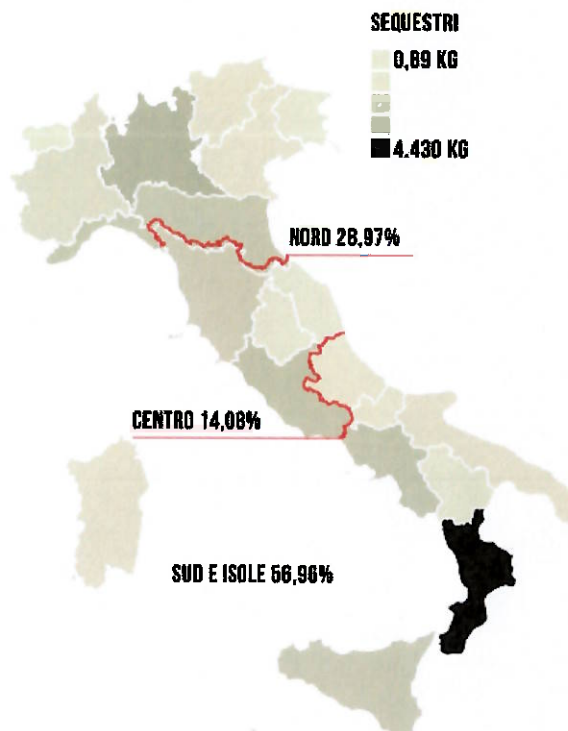 SEQUESTRI
0,89 KG
4.430 KG
NORD 28,97%
CENTRO 14,08%
SUD E ISOLE 56,96%